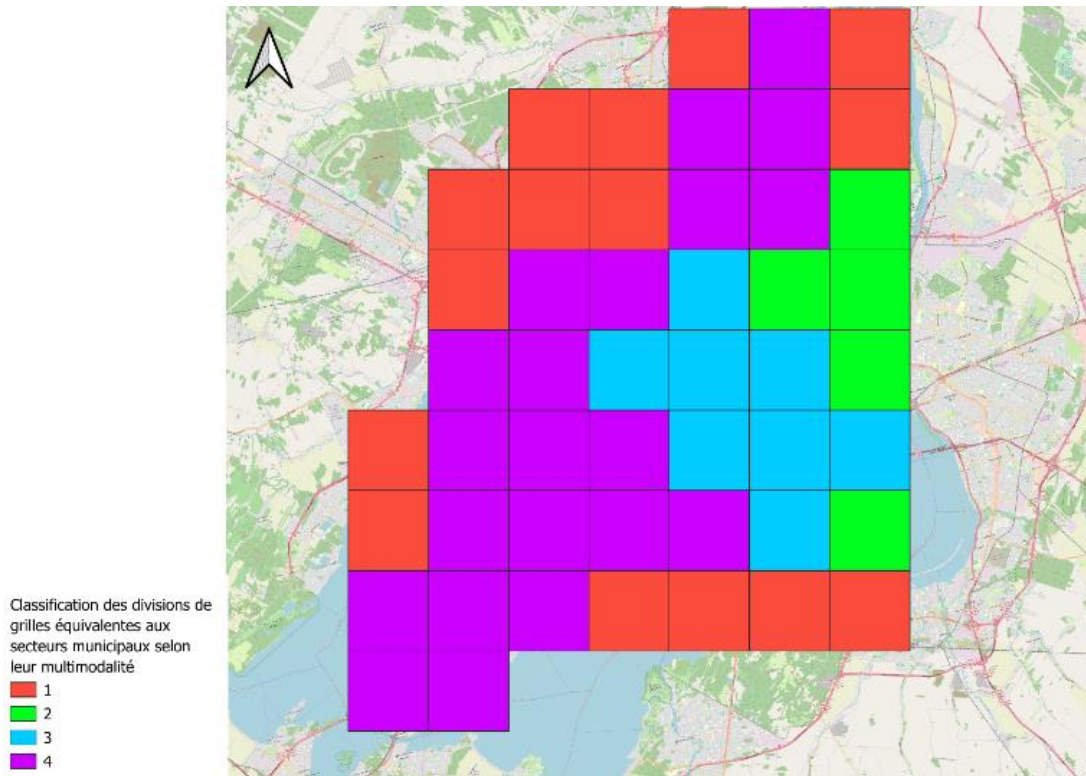 Classification des divisions de
grilles équivalentes aux
secteurs municipaux selon
leur multimodalité
1
2
3
4